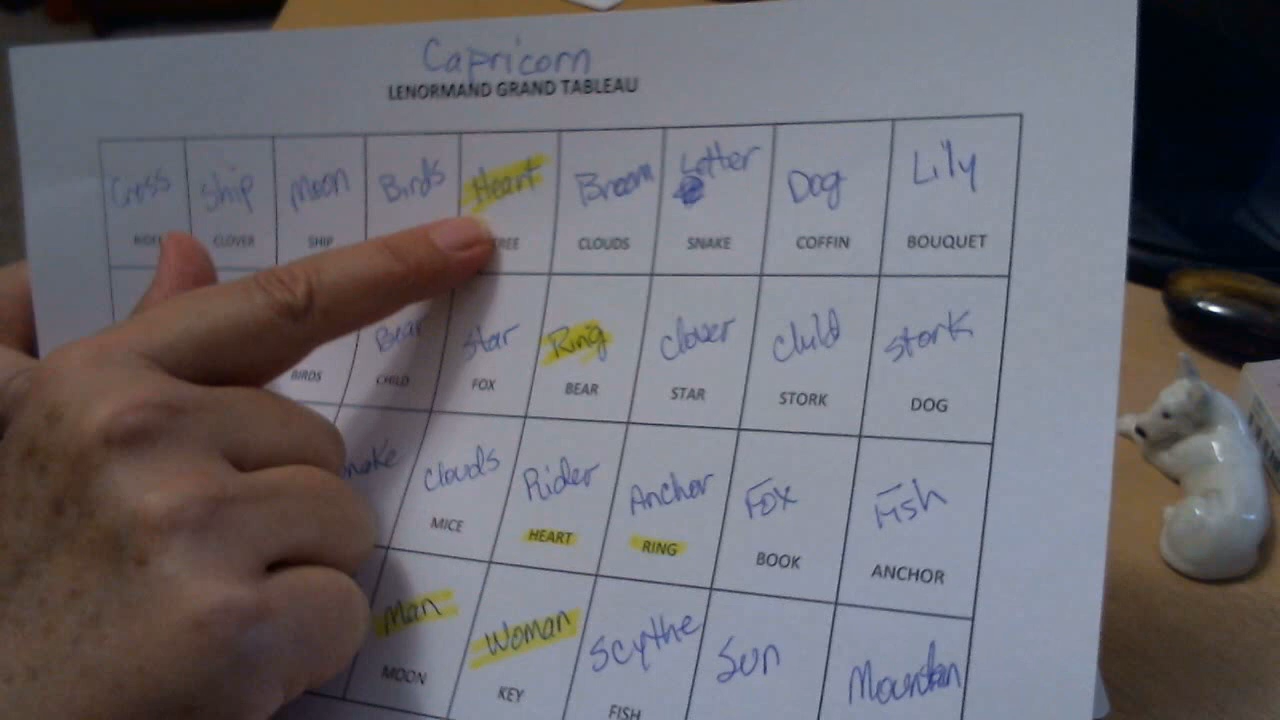 Capricorn
LENORMAND GRAND TABLEAU
Cross Ship Moon Birds Heart Broom Letter Dog Lily
CLOVER SHIP CLOUDS SNAKE COFFIN BOUQUET
Bear Star Ring Clover Child Stork
BIRDS CHILD FOX BEAR STAR STORK DOG
Clouds Rider Anchor Fox Fish
MICE HEART RING BOOK ANCHOR
Man Woman Scythe Sun Mountain
MOON KEY FISH